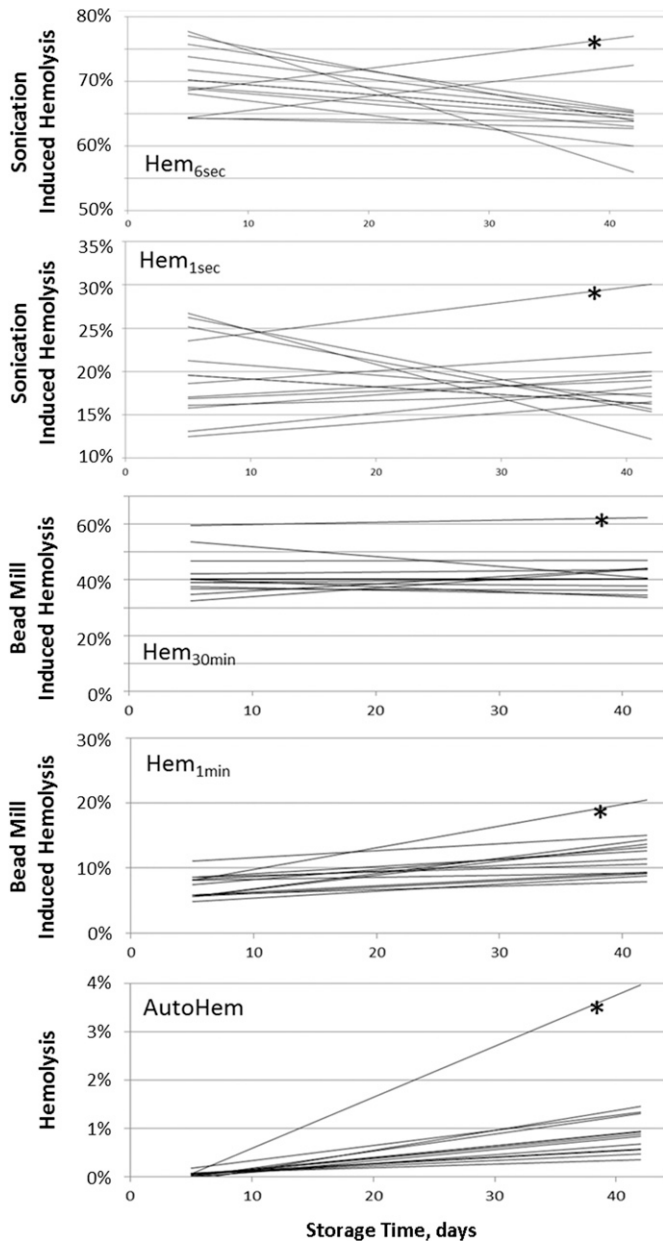 80%
70%
60%
50%
Sonication
Induced Hemolysis
Hem6sec
*
0 10 20 30 40
35%
30%
25%
20%
15%
10%
Sonication
Induced Hemolysis
Hem1sec
*
0 10 20 30 40
60%
40%
20%
0%
Bead Mill
Induced Hemolysis
Hem30min
*
0 10 20 30 40
30%
20%
10%
0%
Bead Mill
Induced Hemolysis
Hem1min
*
0 10 20 30 40
4%
3%
2%
1%
0%
Hemolysis
AutoHem
*
0 10 20 30 40
Storage Time, days